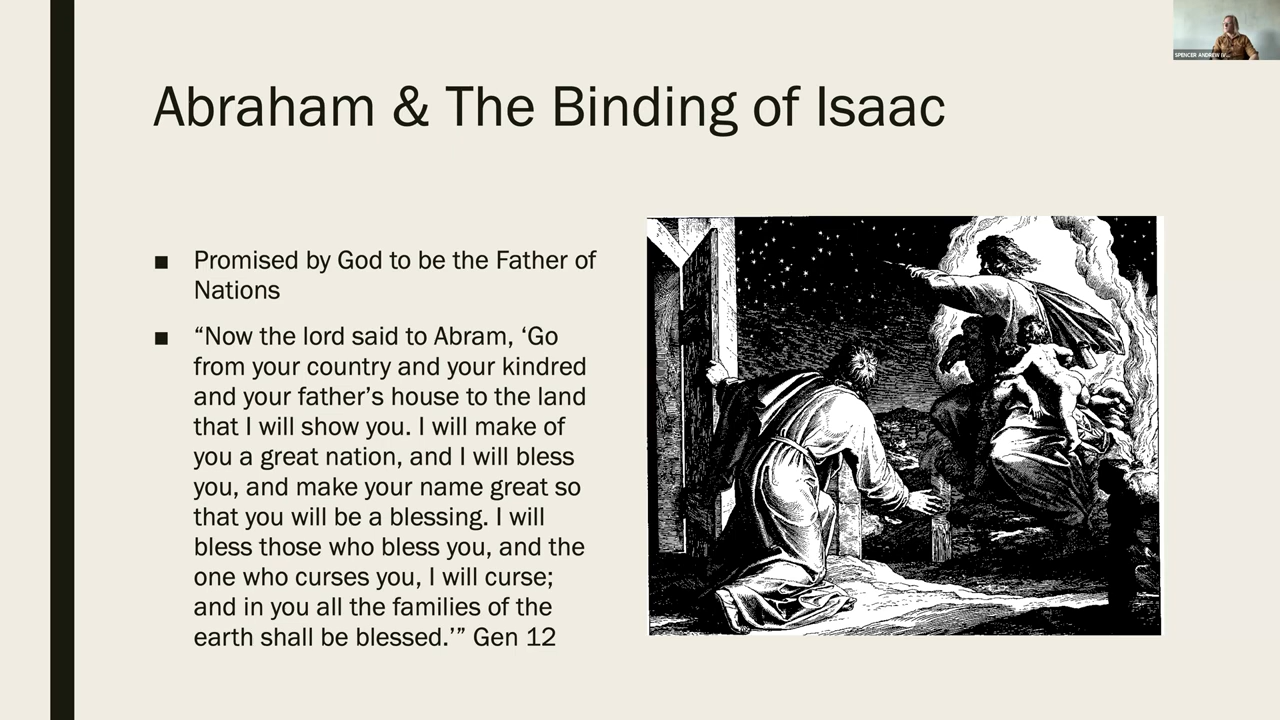 SPENCER ANDREW
Abraham & The Binding of Isaac
■ Promised by God to be the Father of
Nations
■ “Now the lord said to Abram, ‘Go
from your country and your kindred
and your father’s house to the land
that I will show you. I will make of
you a great nation, and I will bless
you, and make your name great so
that you will be a blessing. I will
bless those who bless you, and the
one who curses you, I will curse;
and in you all the families of the
earth shall be blessed.’” Gen 12